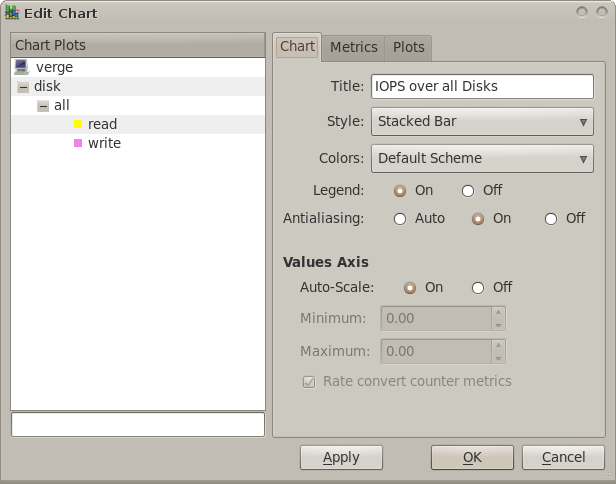 Edit Chart
Chart Plots
verge
disk
all
read
write
Chart Metrics Plots
Title: IOPS over all Disks
Style: Stacked Bar
Colors: Default Scheme
Legend: On Off
Antialiasing: Auto On Off
Values Axis
Auto-Scale: On Off
Minimum: 0.00
Maximum: 0.00
Rate convert counter metrics
Apply OK Cancel